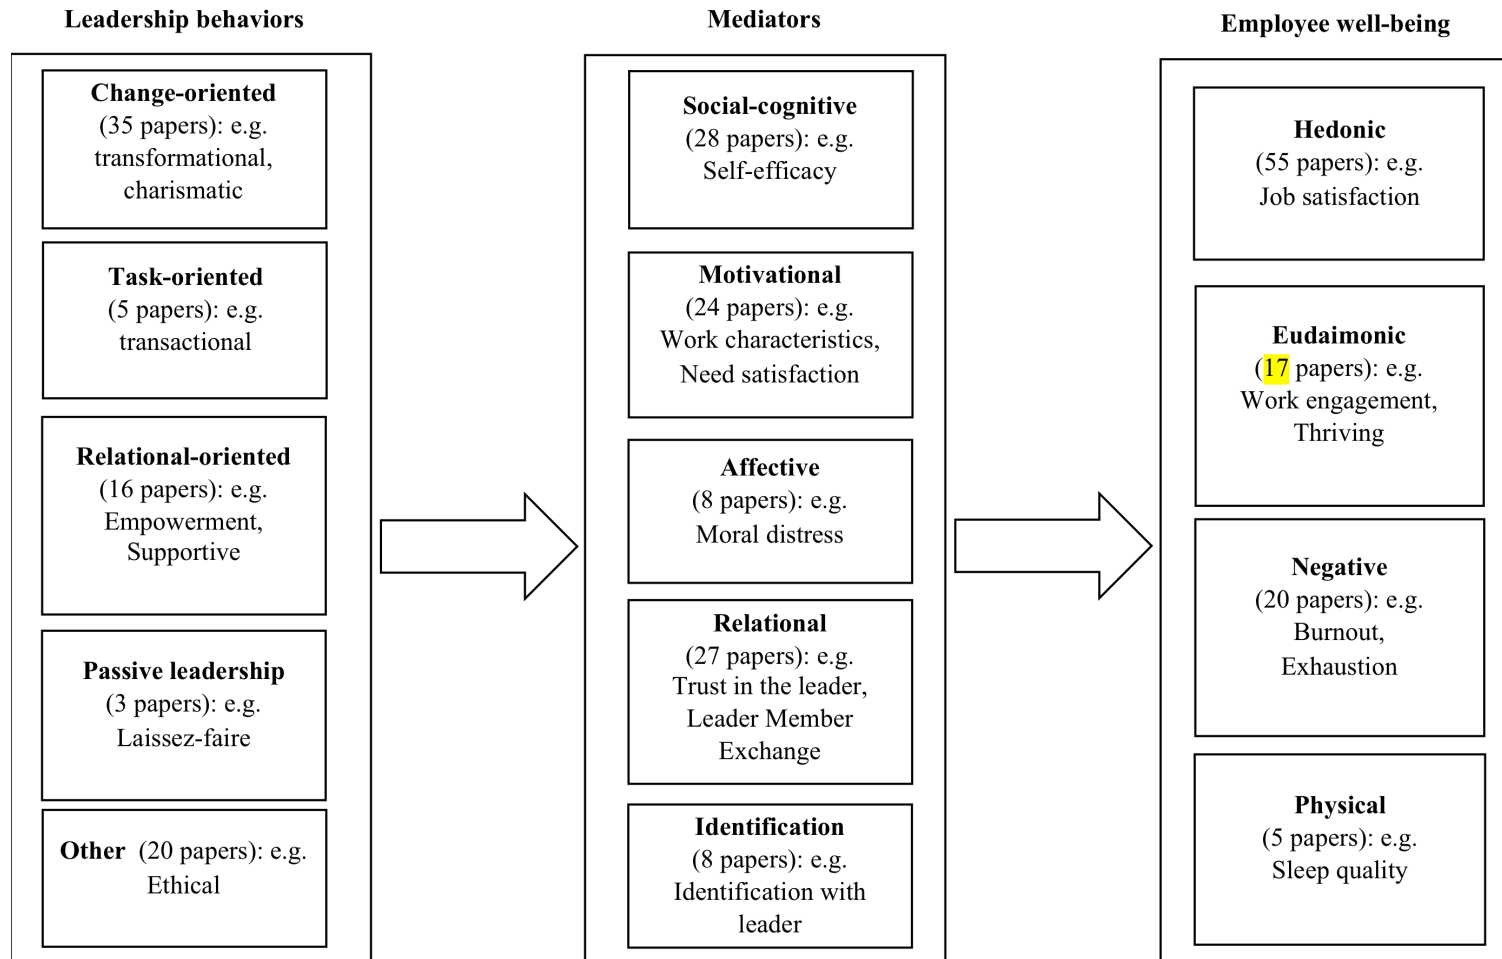 Leadership behaviors
Change-oriented
(35 papers): e.g.
transformational,
charismatic
Task-oriented
(5 papers): e.g.
transactional
Relational-oriented
(16 papers): e.g.
Empowerment,
Supportive
Passive leadership
(3 papers): e.g.
Laissez-faire
Other (20 papers): e.g.
Ethical
Mediators
Social-cognitive
(28 papers): e.g.
Self-efficacy
Motivational
(24 papers): e.g.
Work characteristics,
Need satisfaction
Affective
(8 papers): e.g.
Moral distress
Relational
(27 papers): e.g.
Trust in the leader,
Leader Member
Exchange
Identification
(8 papers): e.g.
Identification with
leader
Employee well-being
Hedonic
(55 papers): e.g.
Job satisfaction
Eudaimonic
(17 papers): e.g.
Work engagement,
Thriving
Negative
(20 papers): e.g.
Burnout,
Exhaustion
Physical
(5 papers): e.g.
Sleep quality